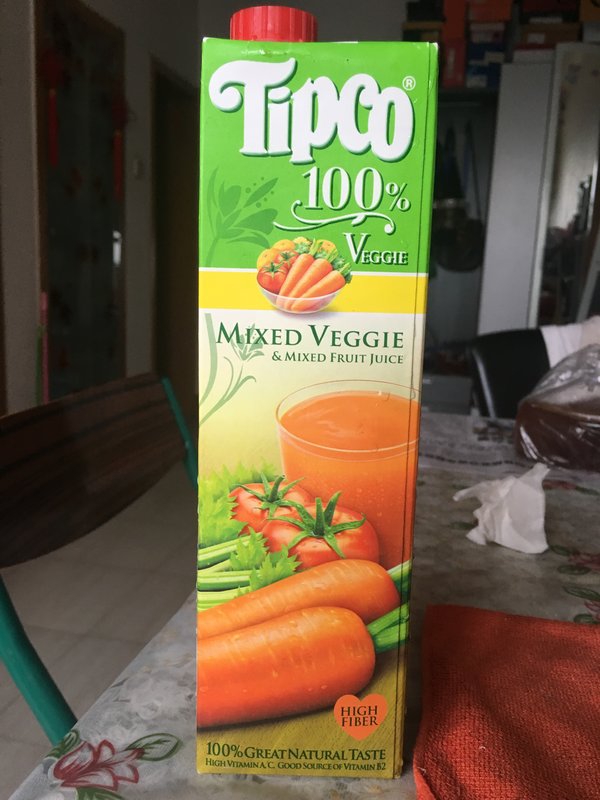 Tipco®
100%
VEGGIE
MIXED VEGGIE
& MIXED FRUIT JUICE
HIGH
FIBER
100% GREAT NATURAL TASTE
HIGH VITAMIN A, C, GOOD SOURCE OF VITAMIN B2